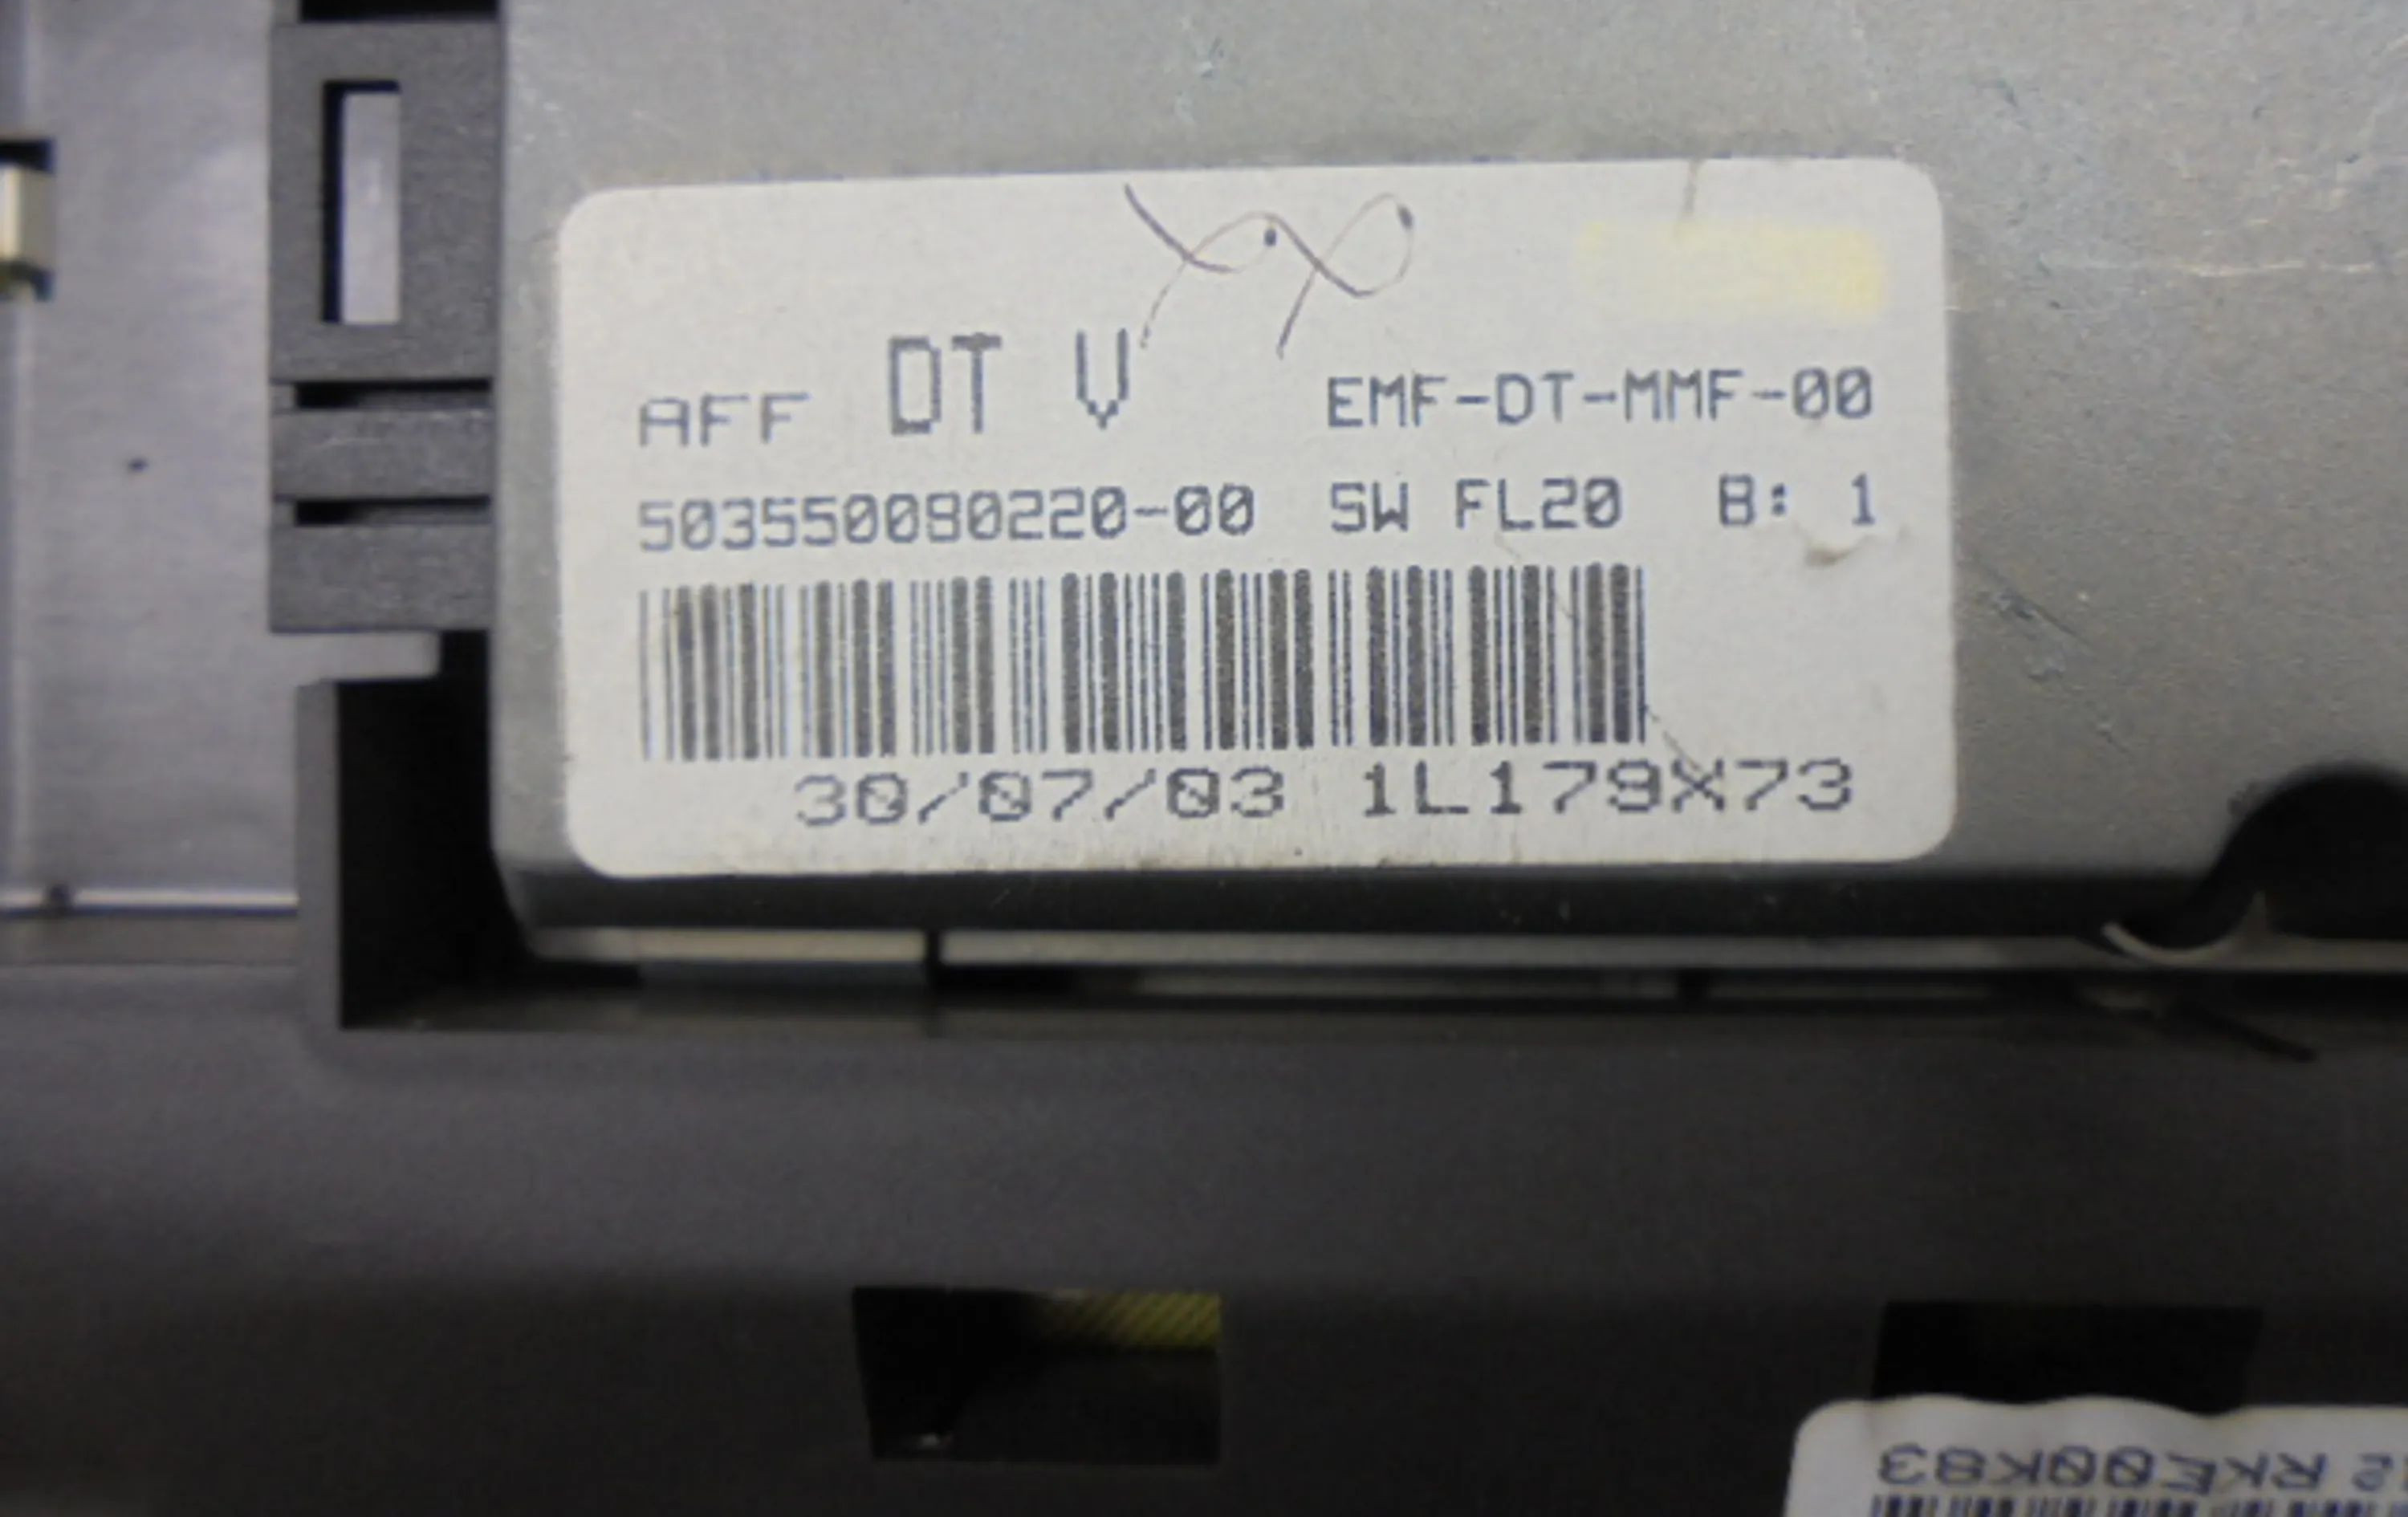 AFF DT V EMF-DT-MMF-00
503550080220-00 SW FL20 B: 1
30/07/03 1L179X73
RKE00K83